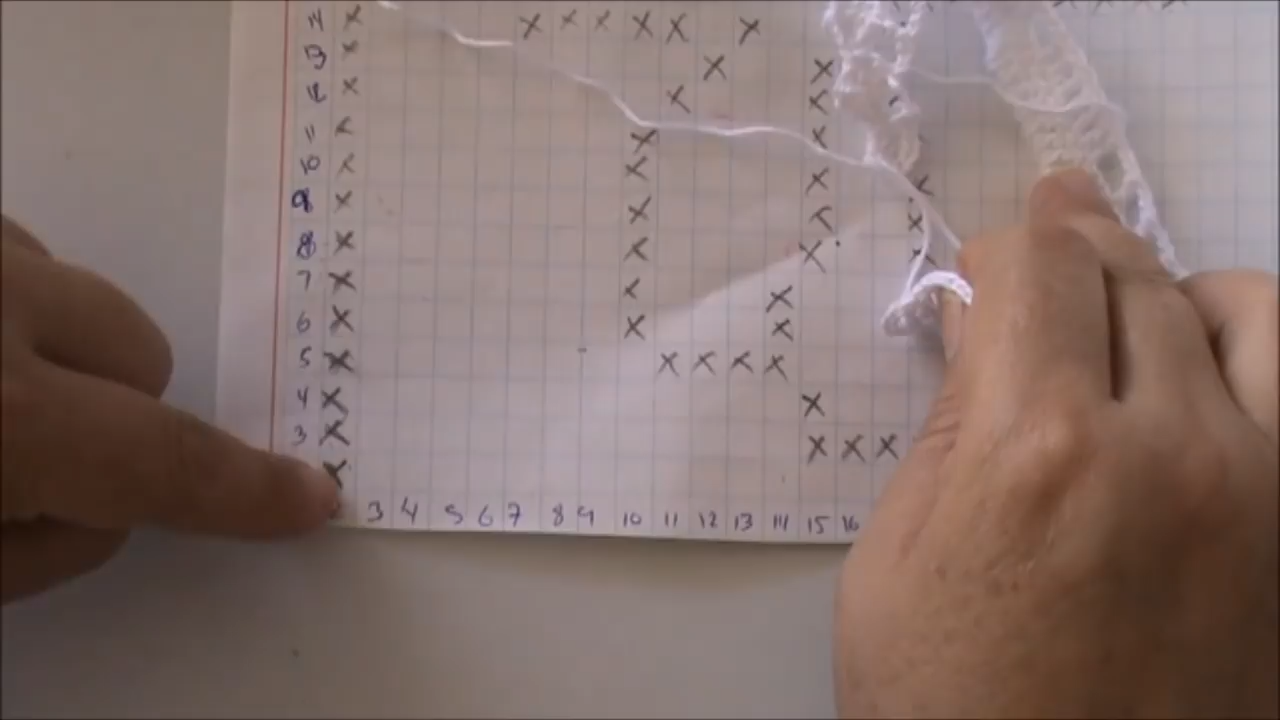 14 X X X X X X X
13 X X X
12 X X X
11 X X X
10 X X
9 X X X X
8 X X X X
7 X X X
6 X X X
5 X X X X X
4 X X
3 X X X X
X
3 4 5 6 7 8 9 10 11 12 13 14 15 16